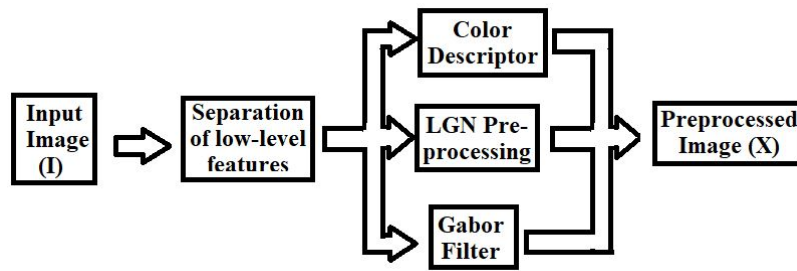 Input
Image
(I)
Separation
of low-level
features
Color
Descriptor
LGN Pre-
processing
Gabor
Filter
Preprocessed
Image (X)